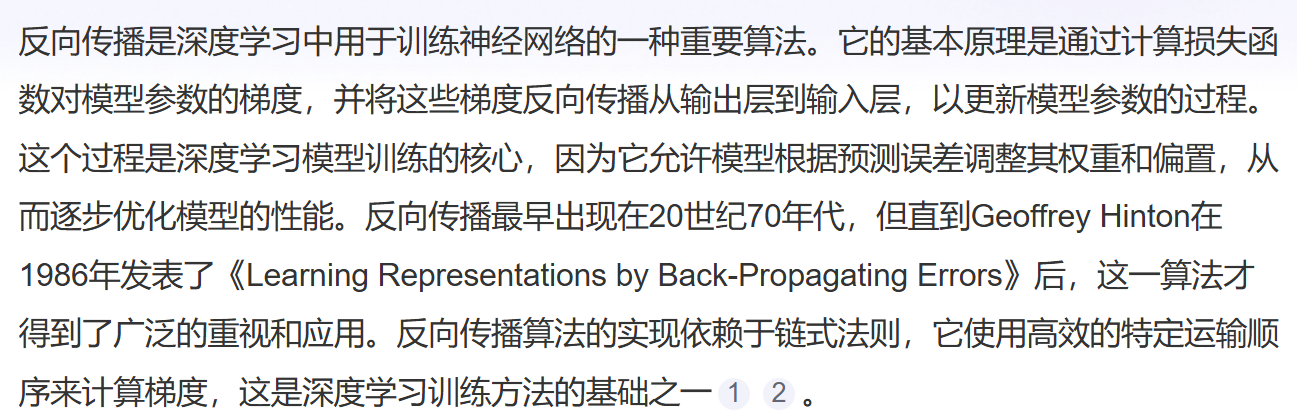 反向传播是深度学习中用于训练神经网络的一种重要算法。它的基本原理是通过计算损失函
数对模型参数的梯度，并将这些梯度反向传播从输出层到输入层，以更新模型参数的过程。
这个过程是深度学习模型训练的核心，因为它允许模型根据预测误差调整其权重和偏置，从
而逐步优化模型的性能。反向传播最早出现在20世纪70年代，但直到Geoffrey Hinton在
1986年发表了《Learning Representations by Back-Propagating Errors》后，这一算法才
得到了广泛的重视和应用。反向传播算法的实现依赖于链式法则，它使用高效的特定运输顺
序来计算梯度，这是深度学习训练方法的基础之一 1 2 。